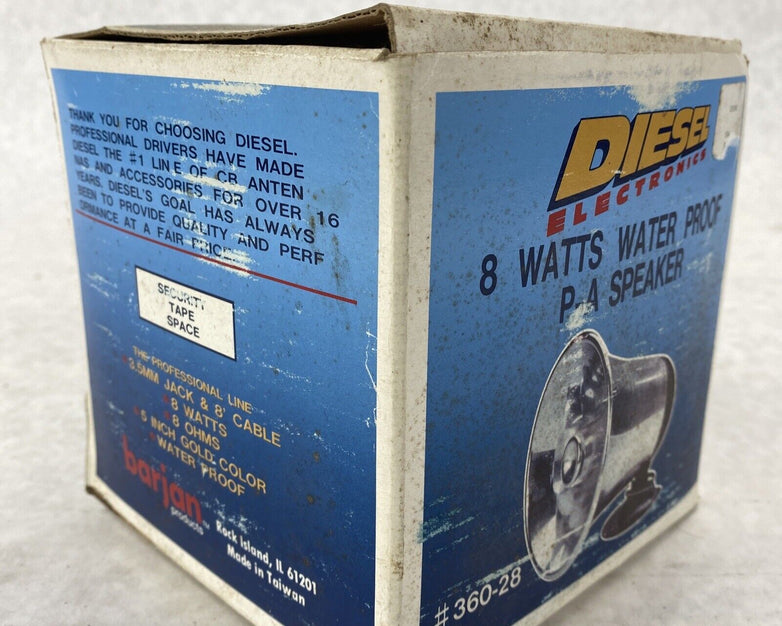 THANK YOU FOR CHOOSING DIESEL.
PROFESSIONAL DRIVERS HAVE MADE
DIESEL THE #1 LINE OF CB ANTEN
NAS AND ACCESSORIES FOR OVER 16
YEARS. DIESEL'S GOAL HAS ALWAYS
BEEN TO PROVIDE QUALITY AND PERF
ORMANCE AT A FAIR PRICE.
SECURITY
TAPE
SPACE
THE PROFESSIONAL LINE
3.5MM JACK & 8' CABLE
8 WATTS
8 OHMS
5 INCH GOLD COLOR
WATER PROOF
barjan
products™
Rock Island, IL 61201
Made in Taiwan
DIESEL
ELECTRONICS
8 WATTS WATER PROOF
P-A SPEAKER
#360-28